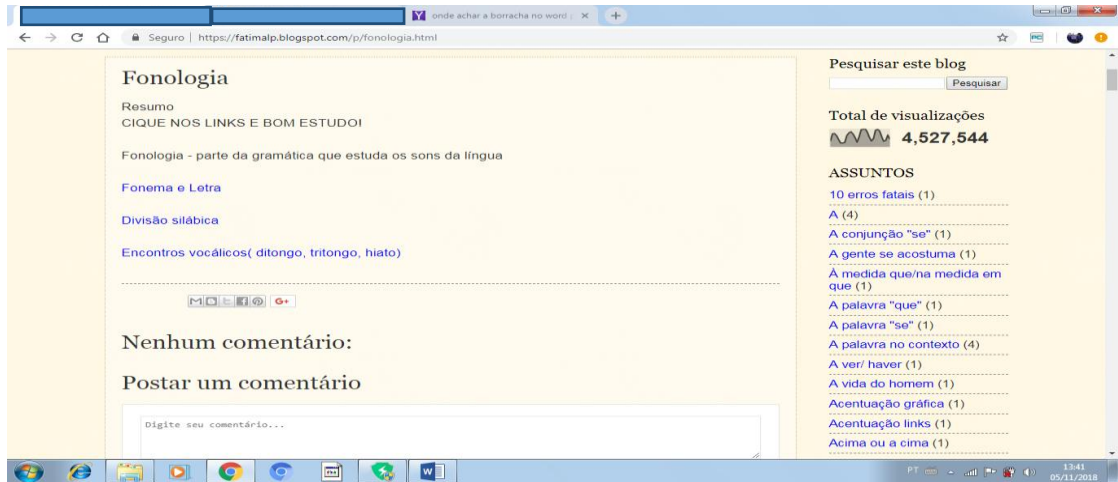 onde achar a borracha no word
Seguro | https://fatimalp.blogspot.com/p/fonologia.html
Fonologia
Resumo
CIQUE NOS LINKS E BOM ESTUDO!
Fonologia - parte da gramática que estuda os sons da língua
Fonema e Letra
Divisão silábica
Encontros vocálicos( ditongo, tritongo, hiato)
G+
Nenhum comentário:
Postar um comentário
Digite seu comentário...
Pesquisar este blog
Pesquisar
Total de visualizações
4,527,544
ASSUNTOS
10 erros fatais (1)
A (4)
A conjunção "se" (1)
A gente se acostuma (1)
À medida que/na medida em
que (1)
A palavra "que" (1)
A palavra "se" (1)
A palavra no contexto (4)
A ver/ haver (1)
A vida do homem (1)
Acentuação gráfica (1)
Acentuação links (1)
Acima ou a cima (1)
PT
13:41
05/11/2018